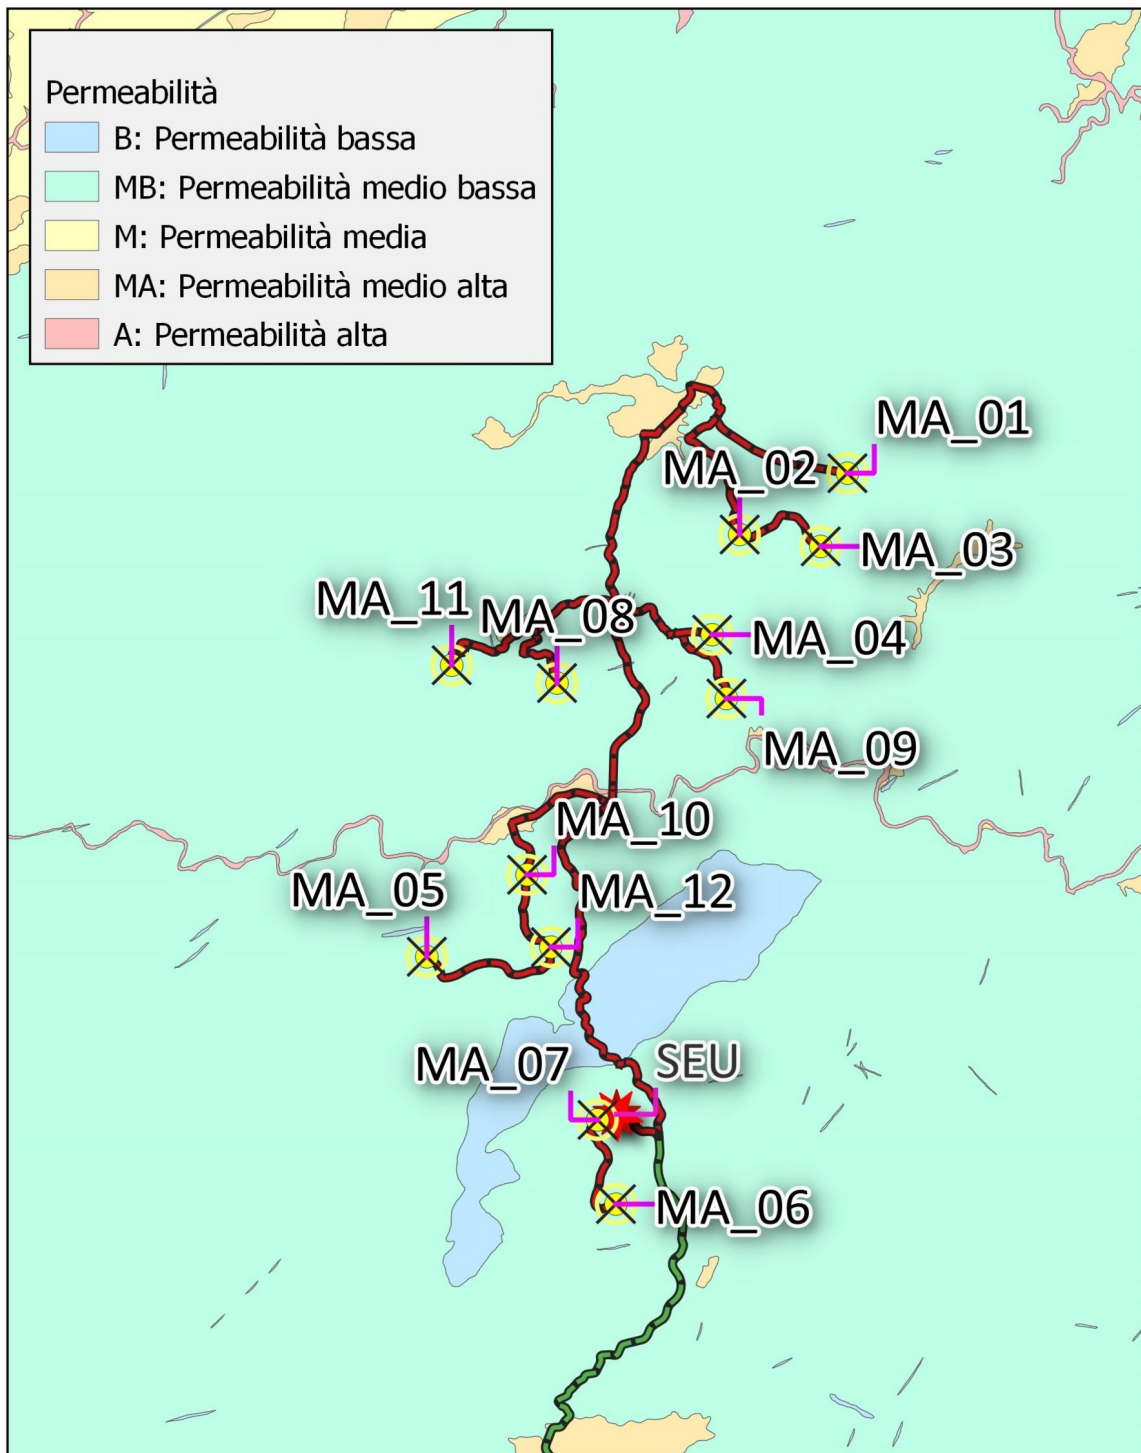 Permeabilità
B: Permeabilità bassa
MB: Permeabilità medio bassa
M: Permeabilità media
MA: Permeabilità medio alta
A: Permeabilità alta
MA_01
MA_02
MA_03
MA_11
MA_08
MA_04
MA_09
MA_10
MA_05
MA_12
MA_07
SEU
MA_06